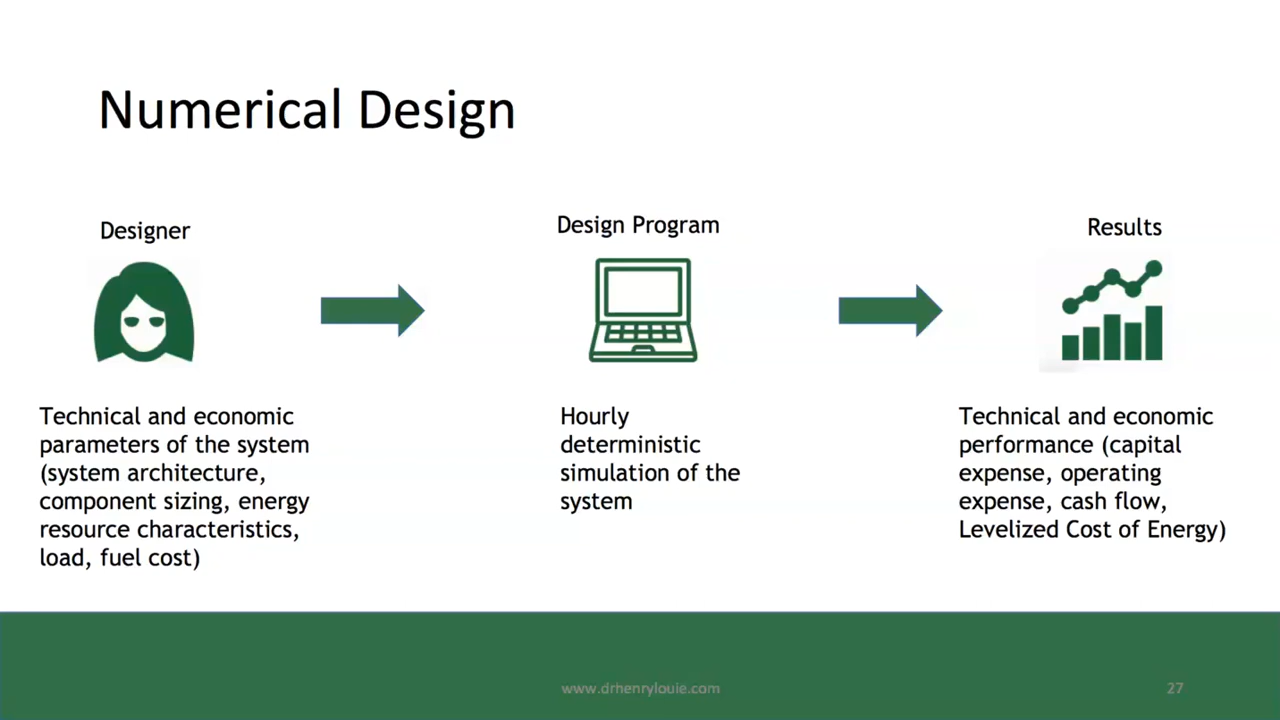 Numerical Design
Designer
Technical and economic
parameters of the system
(system architecture,
component sizing, energy
resource characteristics,
load, fuel cost)
Design Program
Hourly
deterministic
simulation of the
system
Results
Technical and economic
performance (capital
expense, operating
expense, cash flow,
Levelized Cost of Energy)
www.drhenrylouie.com
27